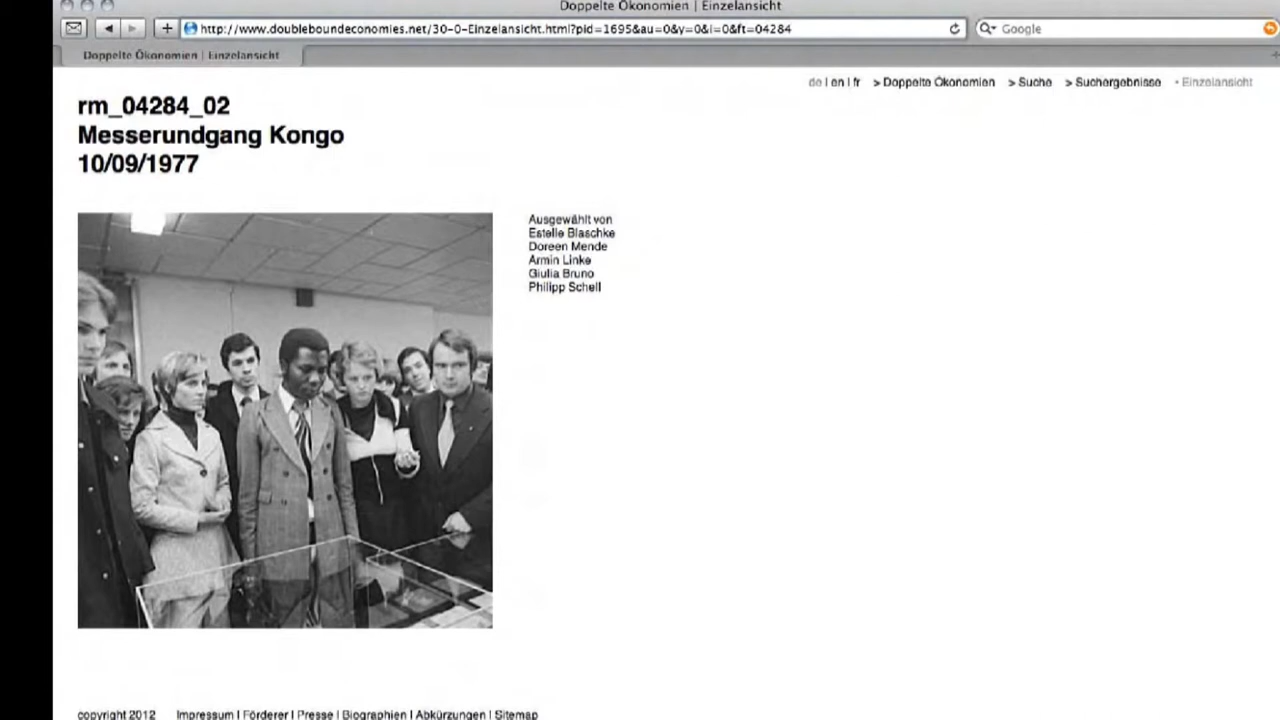 Doppelte Ökonomien | Einzelansicht
http://www.doubleboundeconomies.net/30-0-Einzelansicht.html?pid=1695&au=0&y=0&i=0&ft=04284
Google
Doppelte Ökonomien | Einzelansicht
de | en | fr > Doppelte Ökonomien > Suche > Suchergebnisse • Einzelansicht
rm_04284_02
Messerundgang Kongo
10/09/1977
Ausgewählt von
Estelle Blaschke
Doreen Mende
Armin Linke
Giulia Bruno
Philipp Schell
copyright 2012 Impressum | Förderer | Presse | Biographien | Abkürzungen | Sitemap